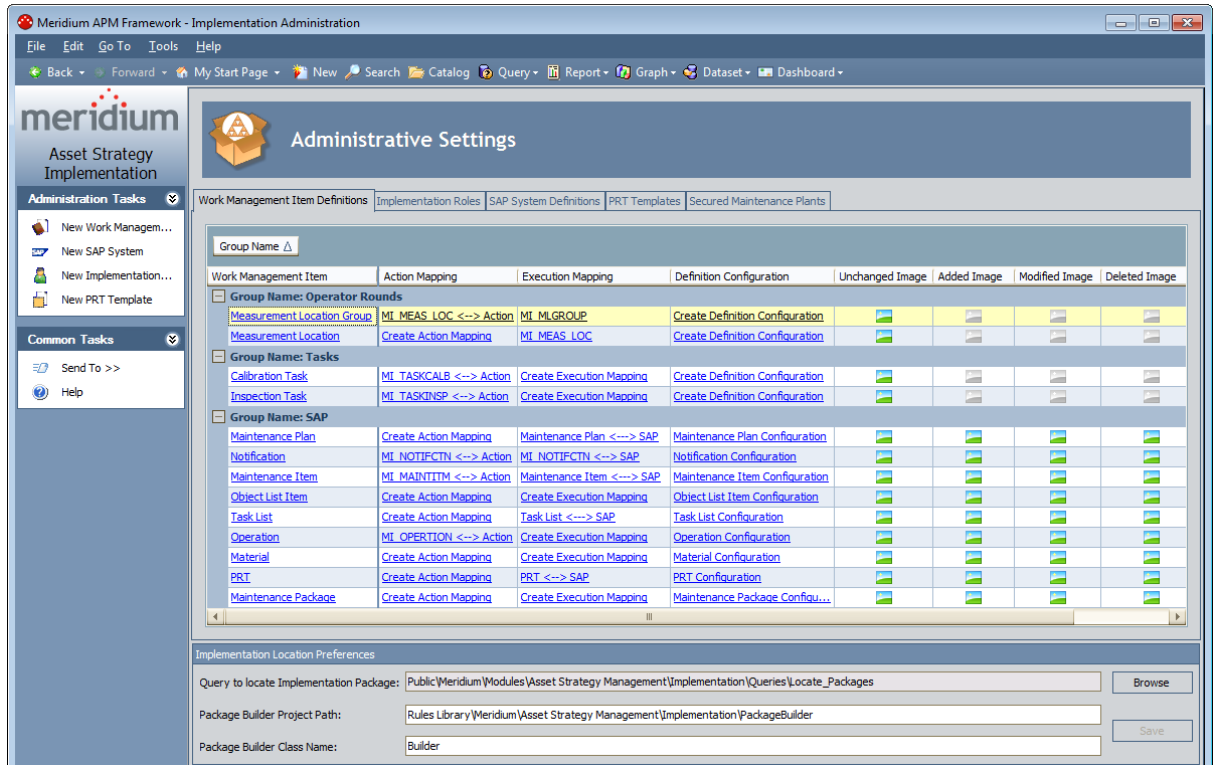 Meridium APM Framework - Implementation Administration
File Edit Go To Tools Help
Back Forward My Start Page New Search Catalog Query Report Graph Dataset Dashboard
meridium
Asset Strategy
Implementation
Administration Tasks
New Work Managem...
New SAP System
New Implementation...
New PRT Template
Common Tasks
Send To >>
Help
Administrative Settings
Work Management Item Definitions Implementation Roles SAP System Definitions PRT Templates Secured Maintenance Plants
Group Name
Work Management Item Action Mapping Execution Mapping Definition Configuration Unchanged Image Added Image Modified Image Deleted Image
Group Name: Operator Rounds
Measurement Location Group MI_MEAS_LOC <--> Action MI_MLGROUP Create Definition Configuration
Measurement Location Create Action Mapping MI_MEAS_LOC Create Definition Configuration
Group Name: Tasks
Calibration Task MI_TASKCALB <--> Action Create Execution Mapping Create Definition Configuration
Inspection Task MI_TASKINSP <--> Action Create Execution Mapping Create Definition Configuration
Group Name: SAP
Maintenance Plan Create Action Mapping Maintenance Plan <---> SAP Maintenance Plan Configuration
Notification MI_NOTIFCTN <--> Action MI_NOTIFCTN <--> SAP Notification Configuration
Maintenance Item MI_MAINTITM <--> Action Maintenance Item <---> SAP Maintenance Item Configuration
Object List Item Create Action Mapping Create Execution Mapping Object List Item Configuration
Task List Create Action Mapping Task List <---> SAP Task List Configuration
Operation MI_OPERTION <--> Action Create Execution Mapping Operation Configuration
Material Create Action Mapping Create Execution Mapping Material Configuration
PRT Create Action Mapping PRT <--> SAP PRT Configuration
Maintenance Package Create Action Mapping Create Execution Mapping Maintenance Package Configu...
Implementation Location Preferences
Query to locate Implementation Package: Public\Meridium\Modules\Asset Strategy Management\Implementation\Queries\Locate_Packages Browse
Package Builder Project Path: Rules Library\Meridium\Asset Strategy Management\Implementation\PackageBuilder
Save
Package Builder Class Name: Builder